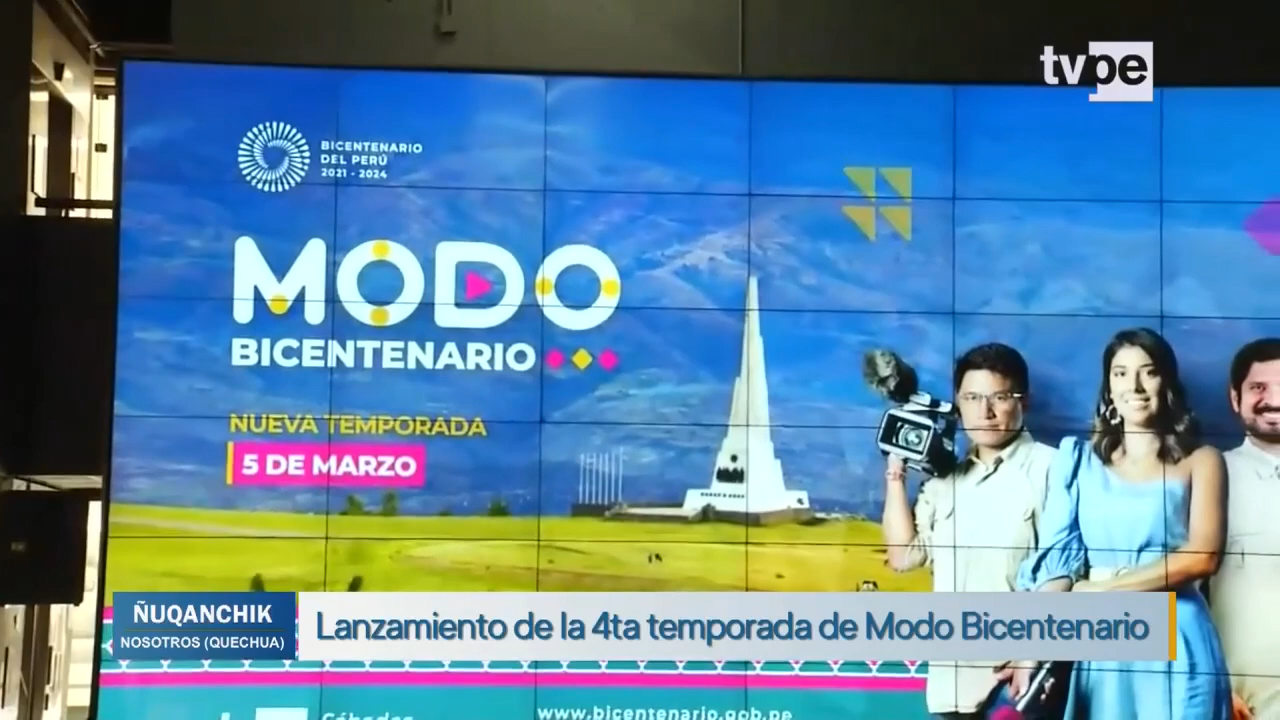 tvpe
BICENTENARIO
DEL PERÚ
2021 - 2024
MODO
BICENTENARIO
NUEVA TEMPORADA
5 DE MARZO
ÑUQANCHIK
NOSOTROS (QUECHUA)
Lanzamiento de la 4ta temporada de Modo Bicentenario
Sábados
www.bicentenario.gob.pe